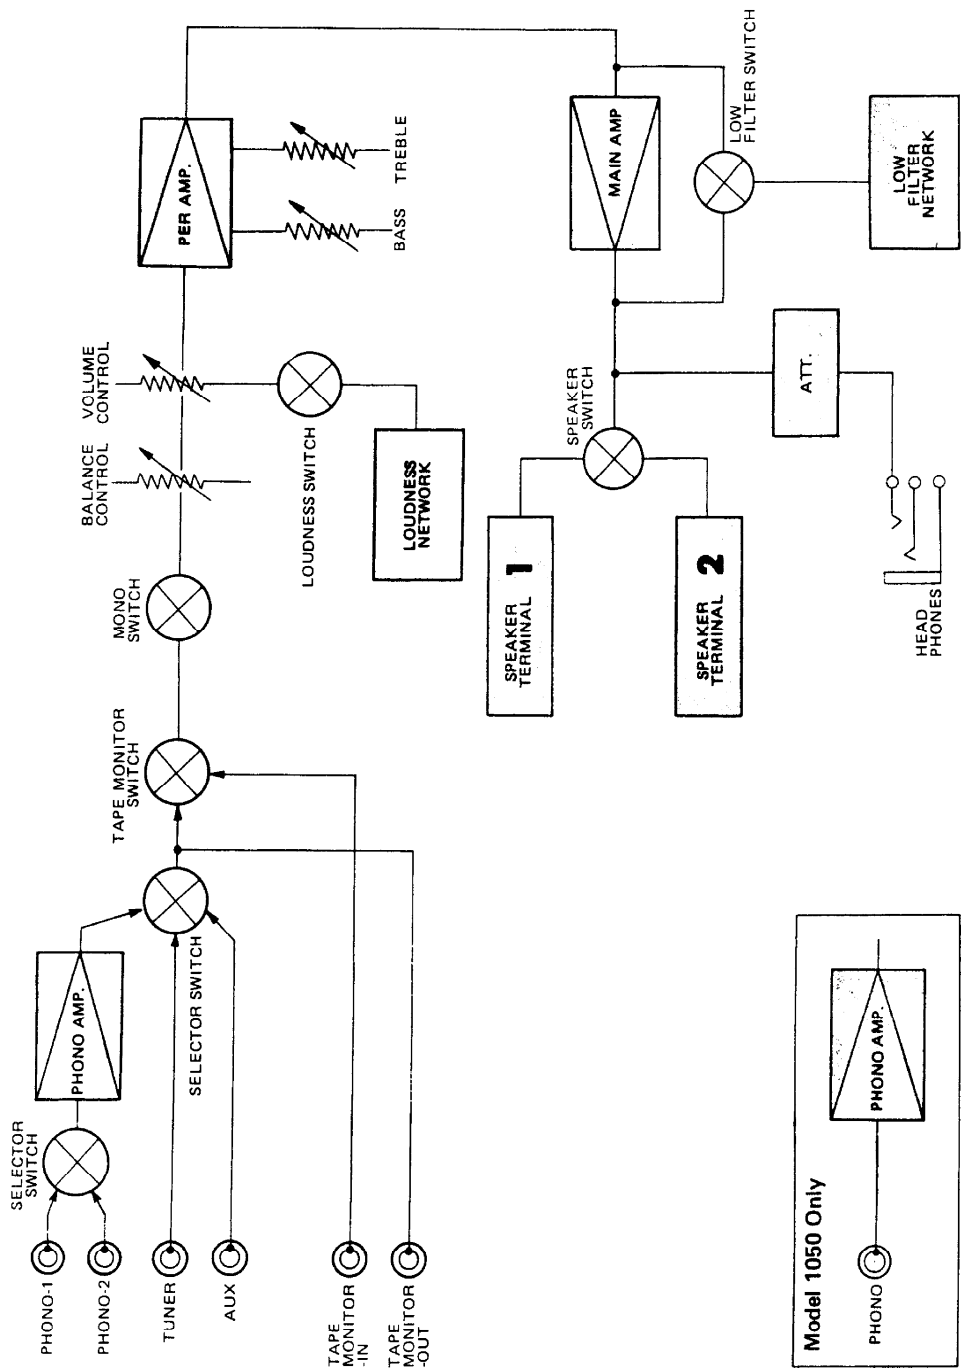 PHONO-1
PHONO-2
TUNER
AUX
TAPE
MONITOR
-IN
TAPE
MONITOR
-OUT
SELECTOR
SWITCH
PHONO AMP.
SELECTOR SWITCH
TAPE MONITOR
SWITCH
MONO
SWITCH
BALANCE
CONTROL
VOLUME
CONTROL
LOUDNESS SWITCH
LOUDNESS
NETWORK
PER AMP.
BASS
TREBLE
MAIN AMP
LOW
FILTER SWITCH
LOW
FILTER
NETWORK
SPEAKER
SWITCH
SPEAKER
TERMINAL 1
SPEAKER
TERMINAL 2
ATT.
HEAD
PHONES
Model 1050 Only
PHONO
PHONO AMP.